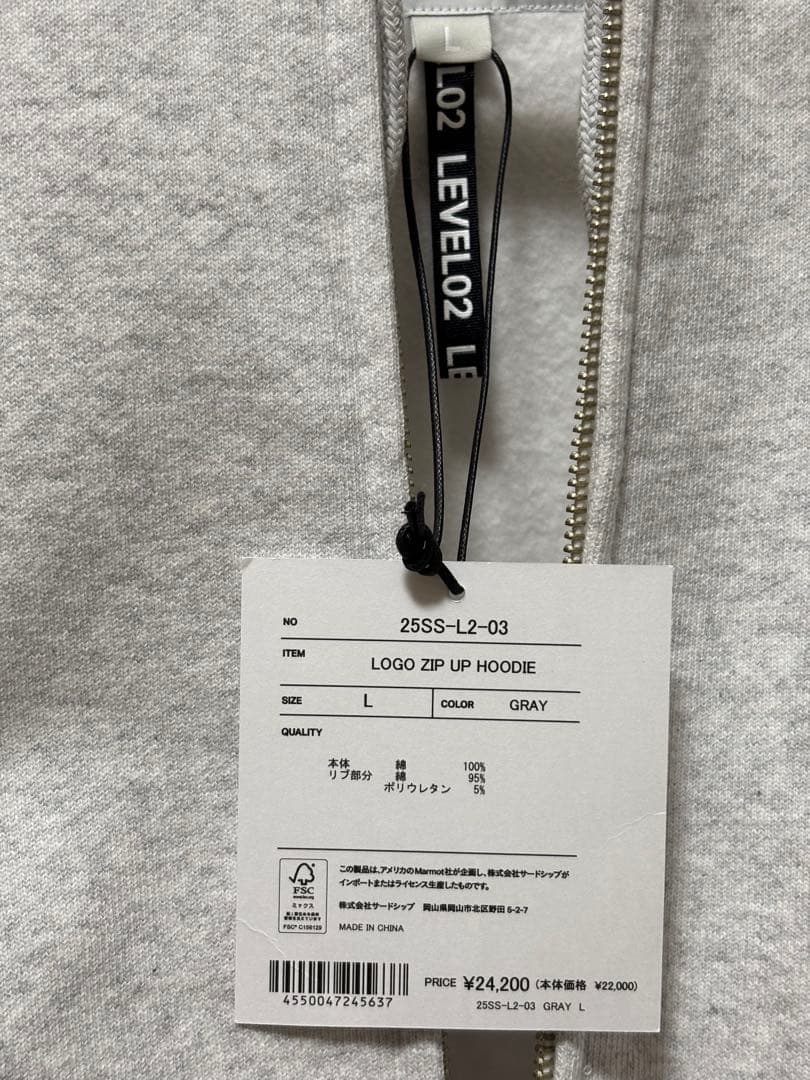 L
L02 LEVEL02 LE
NO 25SS-L2-03
ITEM LOGO ZIP UP HOODIE
SIZE L COLOR GRAY
QUALITY
本体 綿 100%
リブ部分 綿 95%
ポリウレタン 5%
FSC
ミックス
FSC® C156129
この製品は、アメリカのMarmot社が企画し、株式会社サードシップが
インポートまたはライセンス生産したものです。
株式会社サードシップ 岡山県岡山市北区野田 5-2-7
MADE IN CHINA
4550047245637
PRICE ¥24,200 (本体価格 ¥22,000)
25SS-L2-03 GRAY L